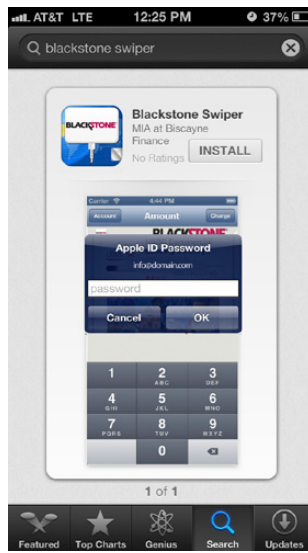 AT&T LTE 12:25 PM 37%
blackstone swiper
BLACKSTONE
Blackstone Swiper
MIA at Biscayne
Finance
No Ratings
INSTALL
Carrier 4:44 PM
Account Amount Charge
BLACKSTONE
Apple ID Password
info@domain.com
password
Cancel OK
1 2 3
ABC DEF
4 5 6
GHI JKL MNO
7 8 9
PQRS TUV WXYZ
0
1 of 1
Featured Top Charts Genius Search Updates